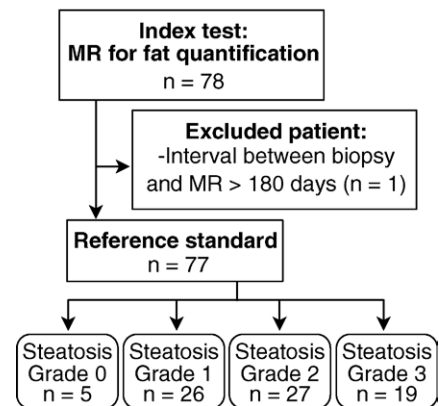 Index test:
MR for fat quantification
n = 78
Excluded patient:
-Interval between biopsy
and MR > 180 days (n = 1)
Reference standard
n = 77
Steatosis
Grade 0
n = 5
Steatosis
Grade 1
n = 26
Steatosis
Grade 2
n = 27
Steatosis
Grade 3
n = 19